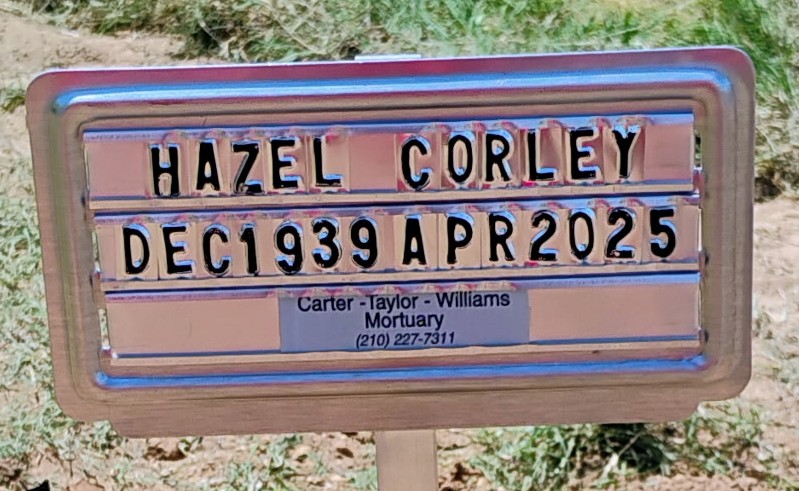 HAZEL CORLEY
DEC1939 APR2025
Carter -Taylor - Williams
Mortuary
(210) 227-7311